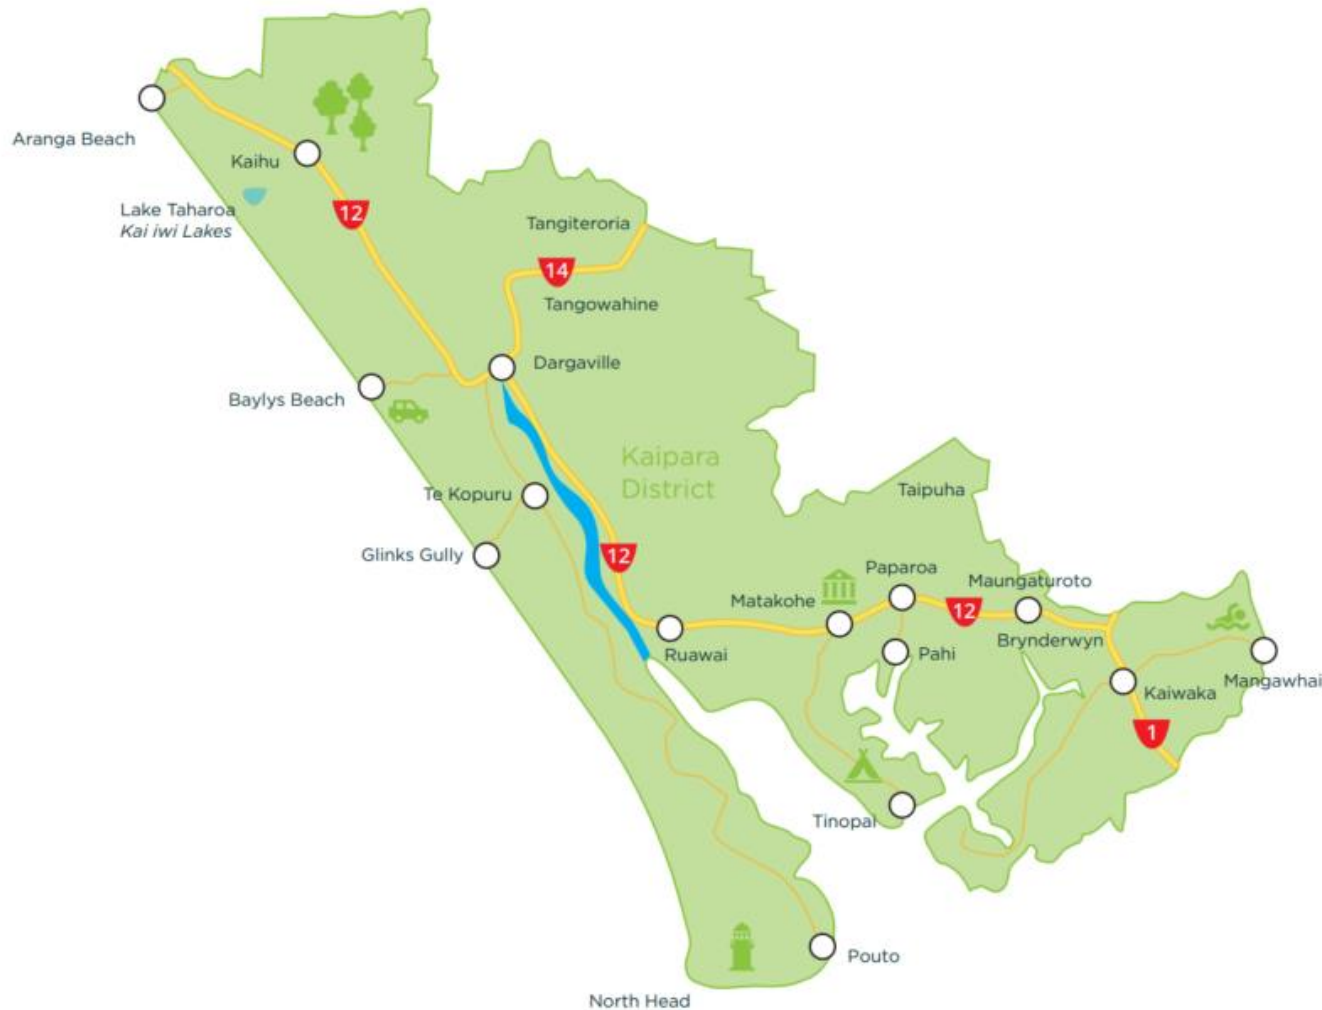 Aranga Beach
Kaihu
Lake Taharoa
Kai iwi Lakes
12
Tangiteroria
14
Tangowahine
Dargaville
Baylys Beach
Kaipara
District
Te Kopuru
Taipuha
Glinks Gully
12
Paparoa
Maungaturoto
Matakohe
12
Brynderwyn
Ruawai
Pahi
Kaiwaka
Mangawhai
1
Tinopal
Pouto
North Head